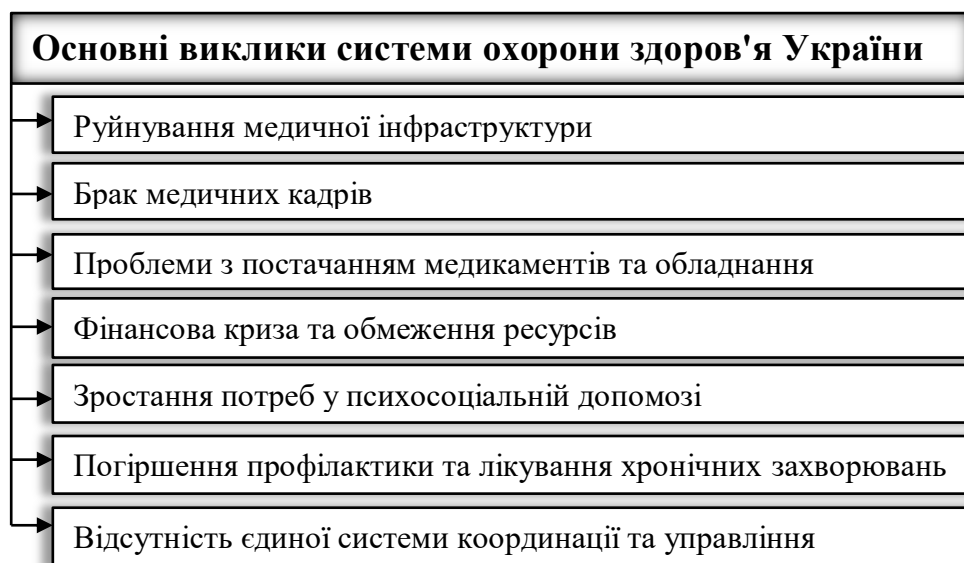 Основні виклики системи охорони здоров'я України
Руйнування медичної інфраструктури
Брак медичних кадрів
Проблеми з постачанням медикаментів та обладнання
Фінансова криза та обмеження ресурсів
Зростання потреб у психосоціальній допомозі
Погіршення профілактики та лікування хронічних захворювань
Відсутність єдиної системи координації та управління